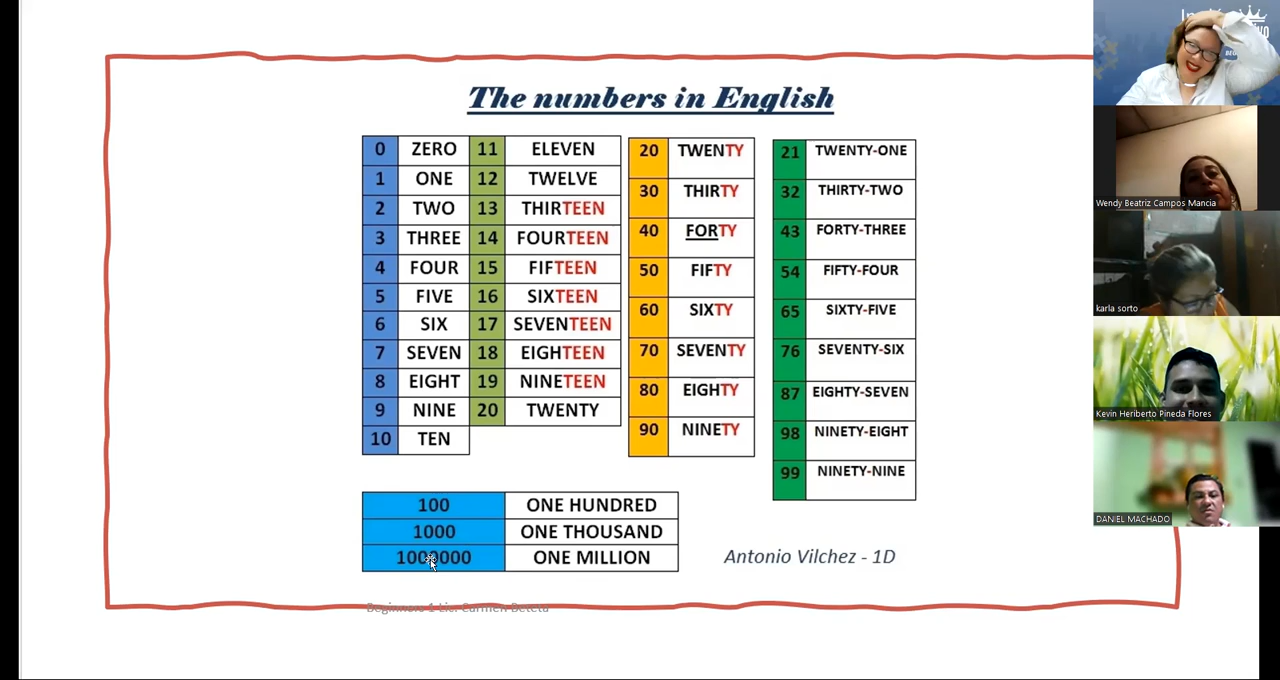 The numbers in English
0 ZERO 11 ELEVEN
1 ONE 12 TWELVE
2 TWO 13 THIRTEEN
3 THREE 14 FOURTEEN
4 FOUR 15 FIFTEEN
5 FIVE 16 SIXTEEN
6 SIX 17 SEVENTEEN
7 SEVEN 18 EIGHTEEN
8 EIGHT 19 NINETEEN
9 NINE 20 TWENTY
10 TEN
20 TWENTY
30 THIRTY
40 FORTY
50 FIFTY
60 SIXTY
70 SEVENTY
80 EIGHTY
90 NINETY
21 TWENTY-ONE
32 THIRTY-TWO
43 FORTY-THREE
54 FIFTY-FOUR
65 SIXTY-FIVE
76 SEVENTY-SIX
87 EIGHTY-SEVEN
98 NINETY-EIGHT
99 NINETY-NINE
100 ONE HUNDRED
1000 ONE THOUSAND
1000000 ONE MILLION
Antonio Vilchez - 1D
Beginners 1 Lic. Carmen
Wendy Beatriz Campos Mancia
karla sorto
Kevin Heriberto Pineda Flores
DANIEL MACHADO